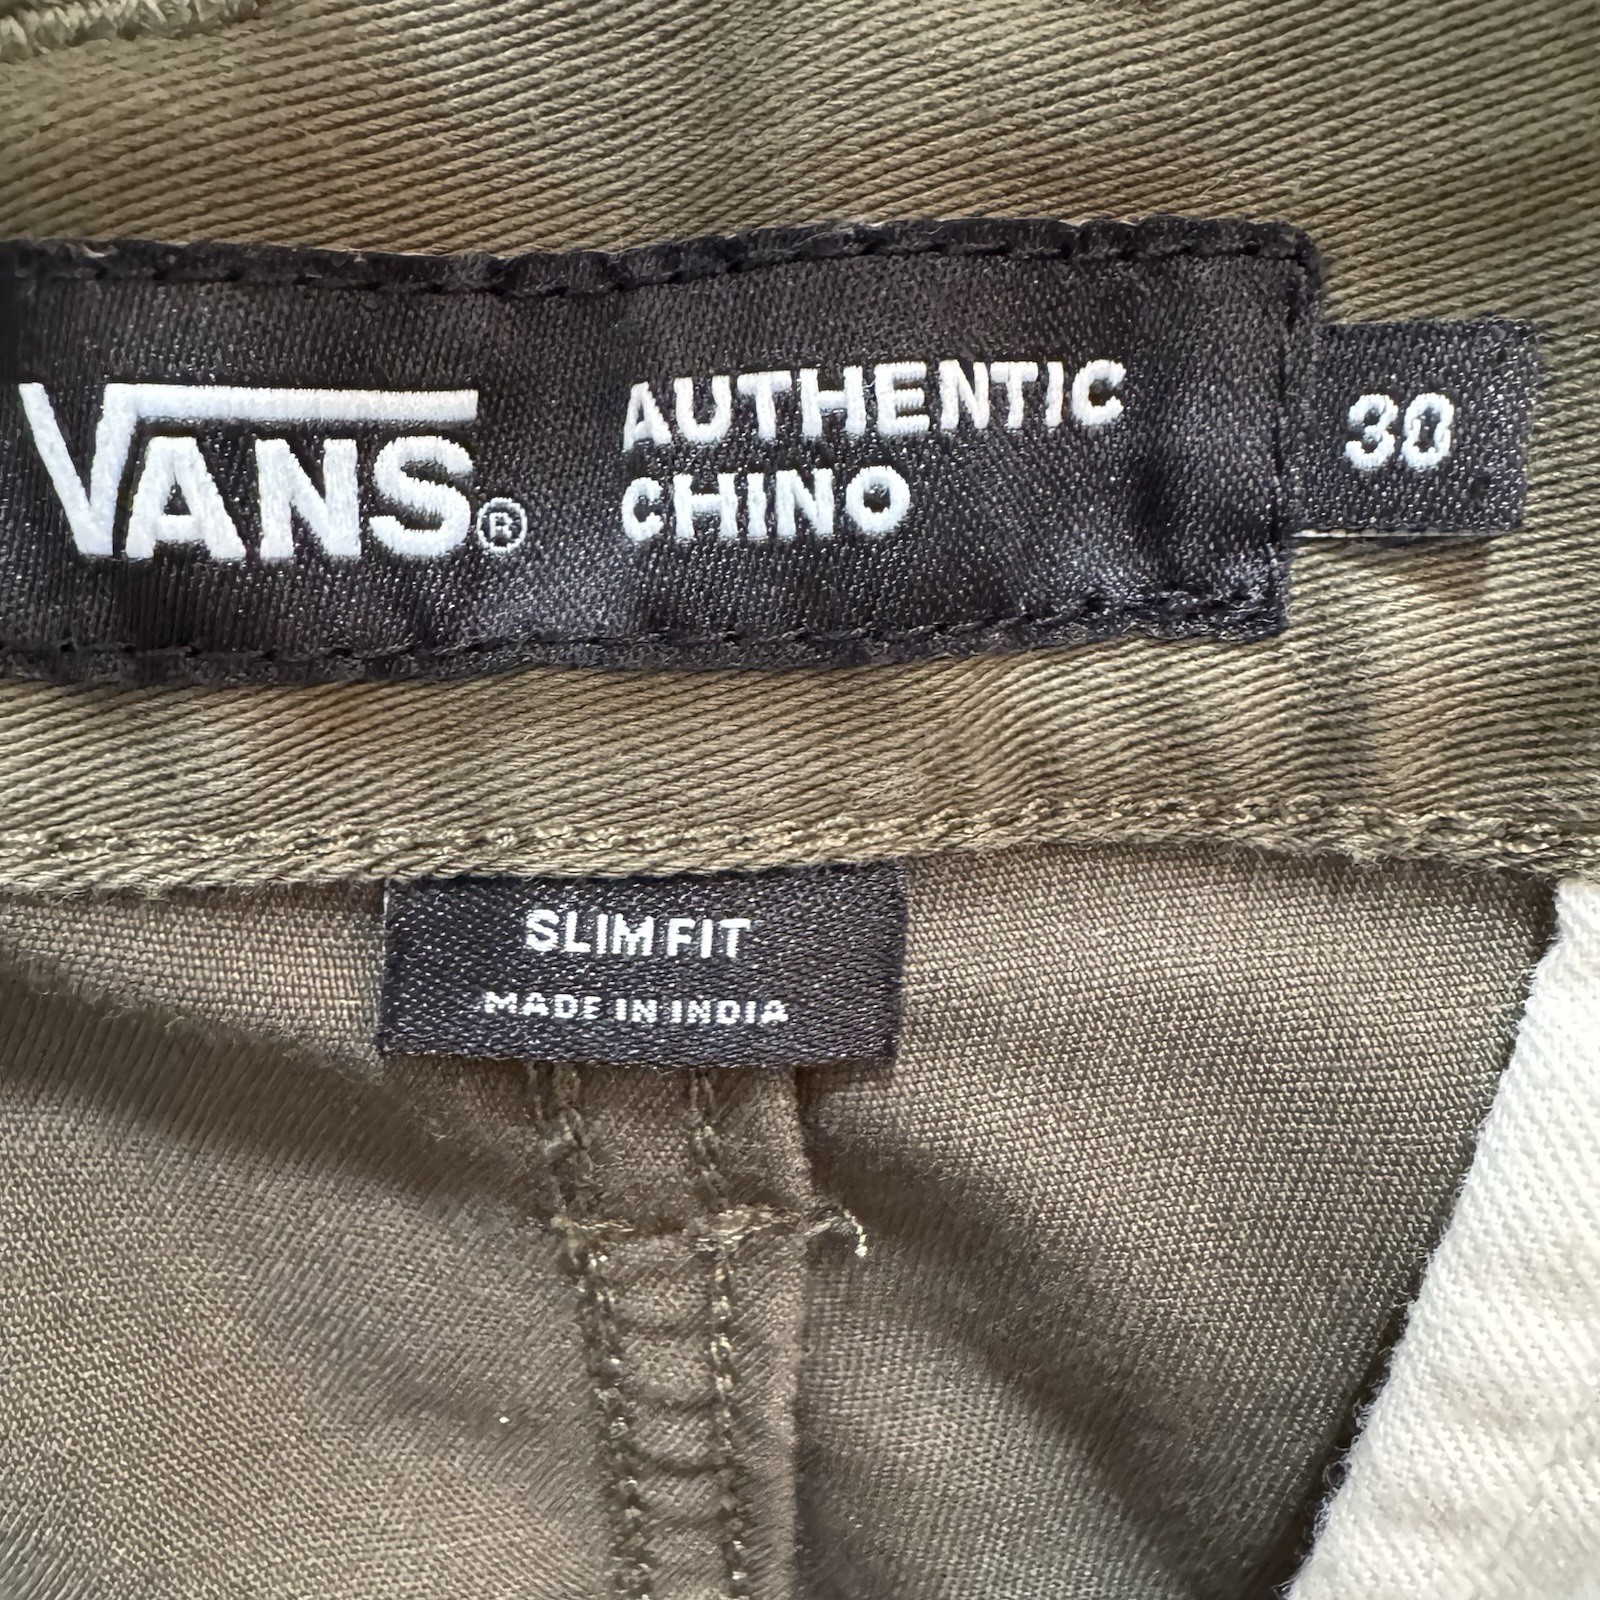 VANS® AUTHENTIC
CHINO
30
SLIM FIT
MADE IN INDIA